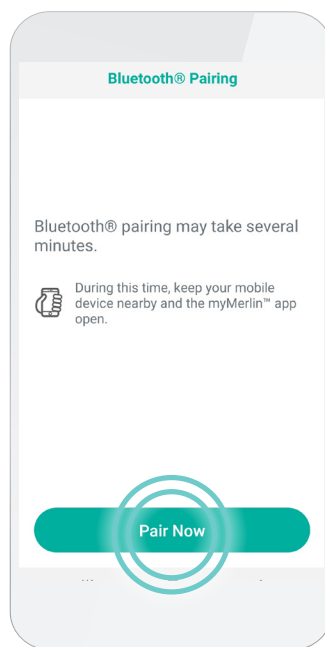 Bluetooth® Pairing
Bluetooth® pairing may take several
minutes.
During this time, keep your mobile
device nearby and the myMerlin™ app
open.
Pair Now